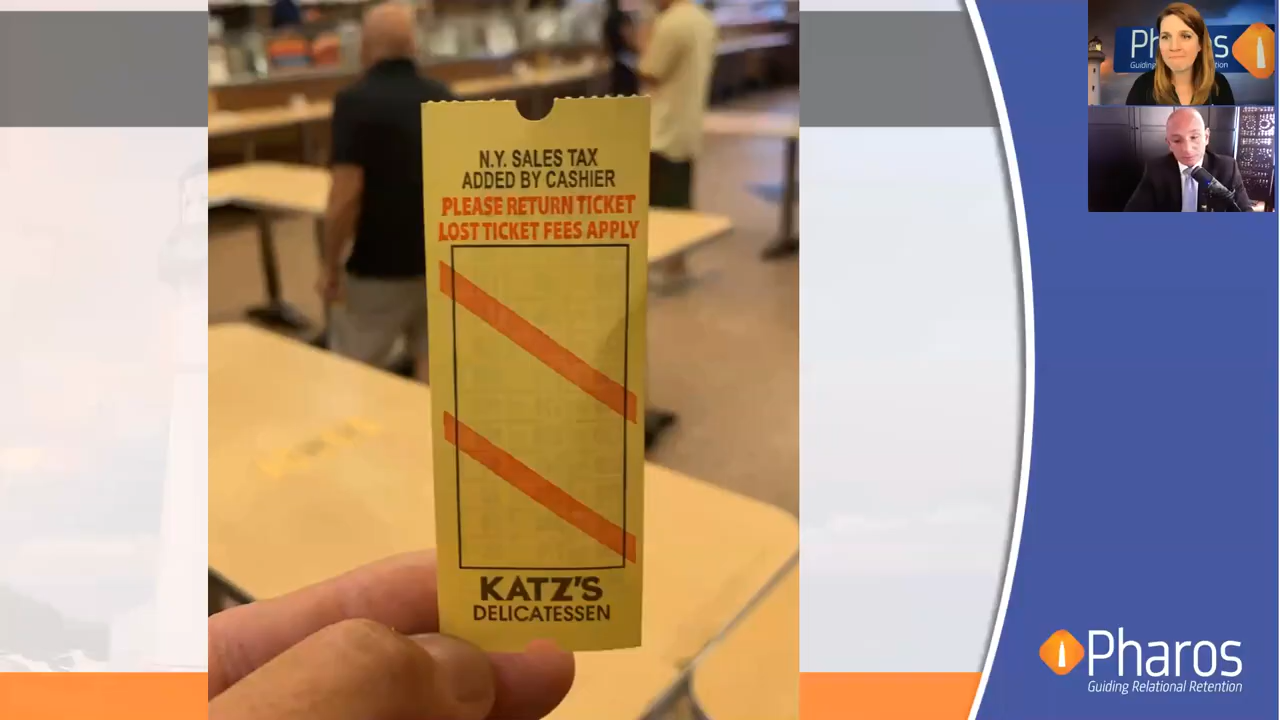 N.Y. SALES TAX
ADDED BY CASHIER
PLEASE RETURN TICKET
LOST TICKET FEES APPLY
KATZ'S
DELICATESSEN
Pharos
Guiding Relational Retention